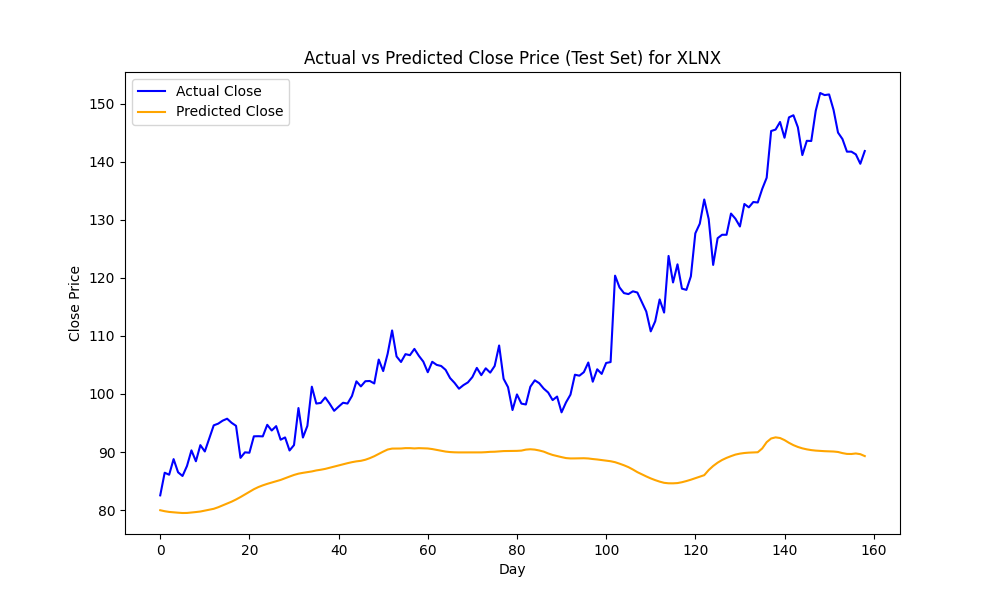 Actual vs Predicted Close Price (Test Set) for XLNX
Actual Close
Predicted Close
Close Price
150
140
130
120
110
100
90
80
0 20 40 60 80 100 120 140 160
Day